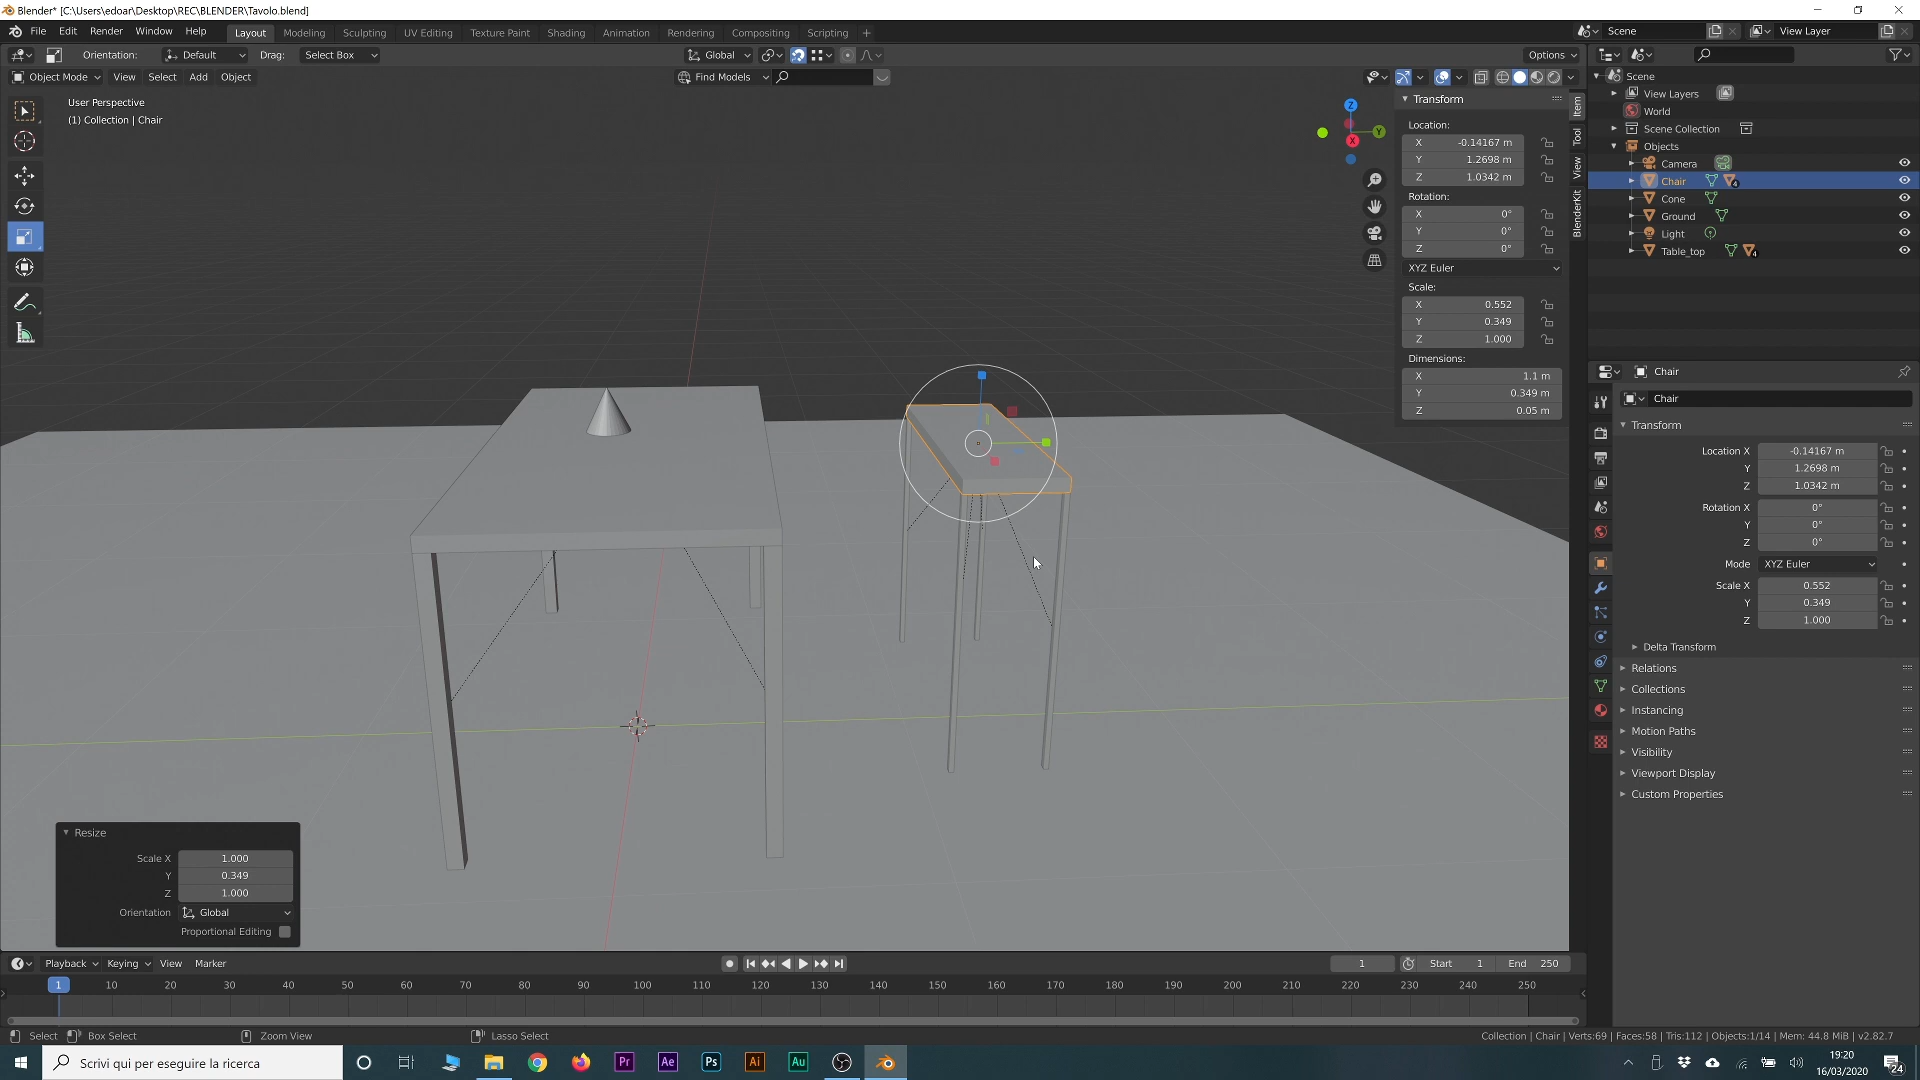 Blender* [C:\Users\edoar\Desktop\REC\BLENDER\Tavolo.blend]
File Edit Render Window Help Layout Modeling Sculpting UV Editing Texture Paint Shading Animation Rendering Compositing Scripting + Scene View Layer
Orientation: Default Drag: Select Box Global Options
Object Mode View Select Add Object Find Models
User Perspective
(1) Collection | Chair
Z
Y
X
Transform
Location:
X -0.14167 m
Y 1.2698 m
Z 1.0342 m
Rotation:
X 0°
Y 0°
Z 0°
XYZ Euler
Scale:
X 0.552
Y 0.349
Z 1.000
Dimensions:
X 1.1 m
Y 0.349 m
Z 0.05 m
Item
Tool
View
BlenderKit
Scene
View Layers
World
Scene Collection
Objects
Camera
Chair 4
Cone
Ground
Light
Table_top 4
Chair
Chair
Transform
Location X -0.14167 m
Y 1.2698 m
Z 1.0342 m
Rotation X 0°
Y 0°
Z 0°
Mode XYZ Euler
Scale X 0.552
Y 0.349
Z 1.000
Delta Transform
Relations
Collections
Instancing
Motion Paths
Visibility
Viewport Display
Custom Properties
Resize
Scale X 1.000
Y 0.349
Z 1.000
Orientation Global
Proportional Editing
Playback Keying View Marker 1 Start 1 End 250
1 10 20 30 40 50 60 70 80 90 100 110 120 130 140 150 160 170 180 190 200 210 220 230 240 250
Select Box Select Zoom View Lasso Select Collection | Chair | Verts:69 | Faces:58 | Tris:112 | Objects:1/14 | Mem: 44.8 MiB | v2.82.7
Scrivi qui per eseguire la ricerca Pr Ae Ps Ai Au 19:20
16/03/2020 24